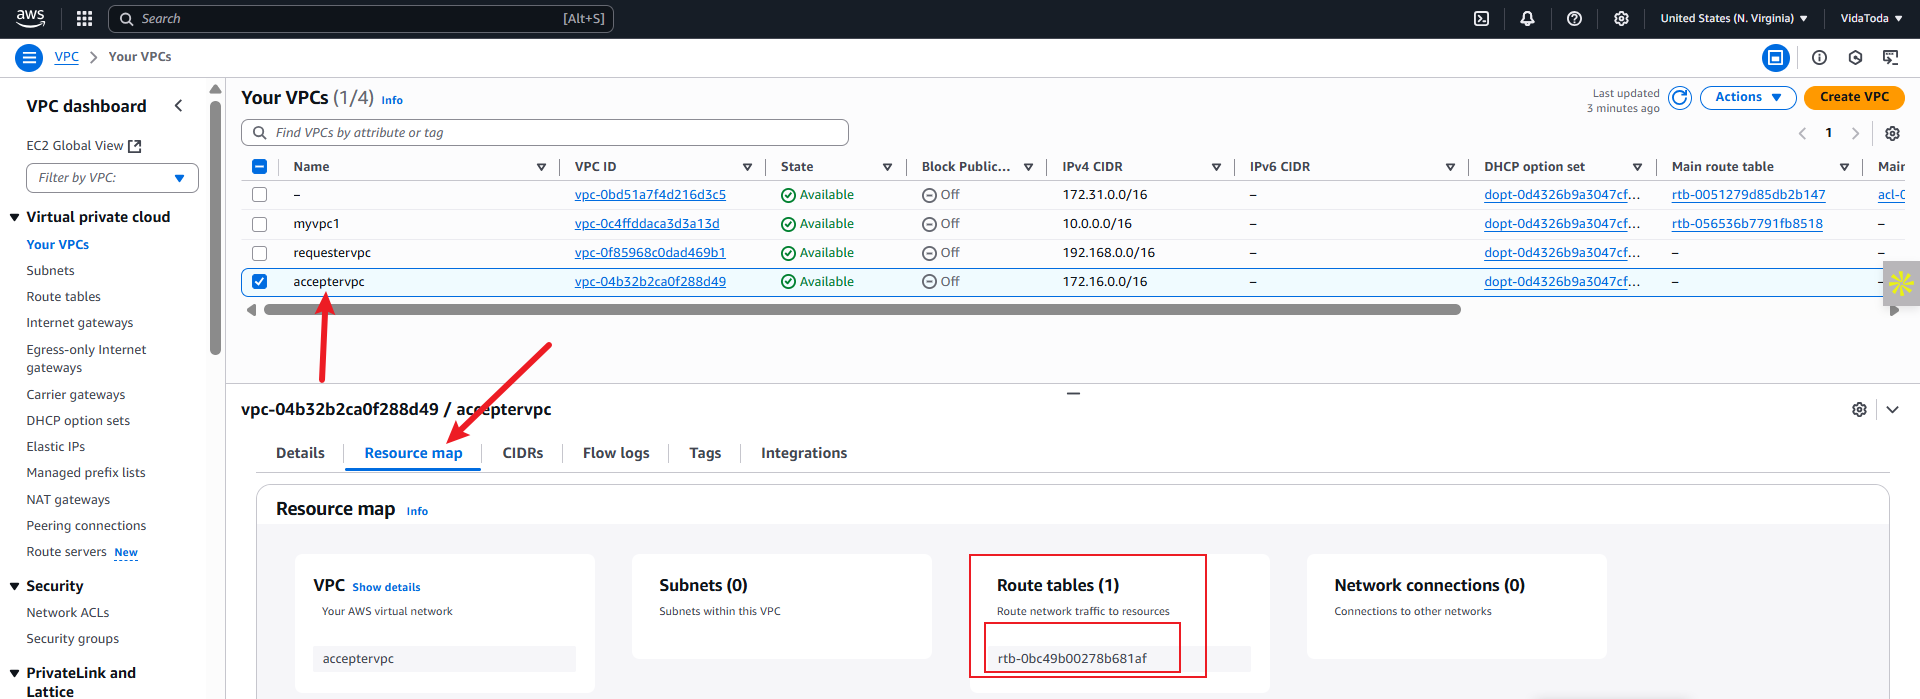 aws Search [Alt+S] United States (N. Virginia) VidaToda
VPC Your VPCs
VPC dashboard
EC2 Global View
Filter by VPC:
Virtual private cloud
Your VPCs
Subnets
Route tables
Internet gateways
Egress-only Internet
gateways
Carrier gateways
DHCP option sets
Elastic IPs
Managed prefix lists
NAT gateways
Peering connections
Route servers New
Security
Network ACLs
Security groups
PrivateLink and
Lattice
Your VPCs (1/4) Info
Last updated
3 minutes ago
Actions
Create VPC
Find VPCs by attribute or tag
1
Name VPC ID State Block Public... IPv4 CIDR IPv6 CIDR DHCP option set Main route table Main
– vpc-0bd51a7f4d216d3c5 Available Off 172.31.0.0/16 – dopt-0d4326b9a3047cf... rtb-0051279d85db2b147 acl-0
myvpc1 vpc-0c4ffddaca3d3a13d Available Off 10.0.0.0/16 – dopt-0d4326b9a3047cf... rtb-056536b7791fb8518 –
requestervpc vpc-0f85968c0dad469b1 Available Off 192.168.0.0/16 – dopt-0d4326b9a3047cf... – –
acceptervpc vpc-04b32b2ca0f288d49 Available Off 172.16.0.0/16 – dopt-0d4326b9a3047cf... – –
vpc-04b32b2ca0f288d49 / acceptervpc
Details Resource map CIDRs Flow logs Tags Integrations
Resource map Info
VPC Show details
Your AWS virtual network
acceptervpc
Subnets (0)
Subnets within this VPC
Route tables (1)
Route network traffic to resources
rtb-0bc49b00278b681af
Network connections (0)
Connections to other networks